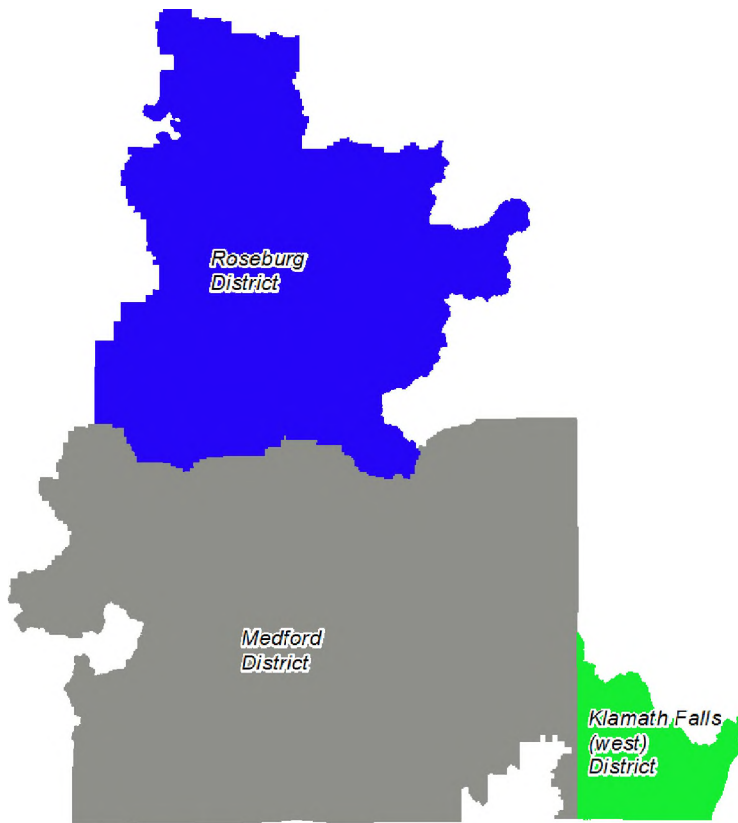 Roseburg
District
Medford
District
Klamath Falls
(west)
District